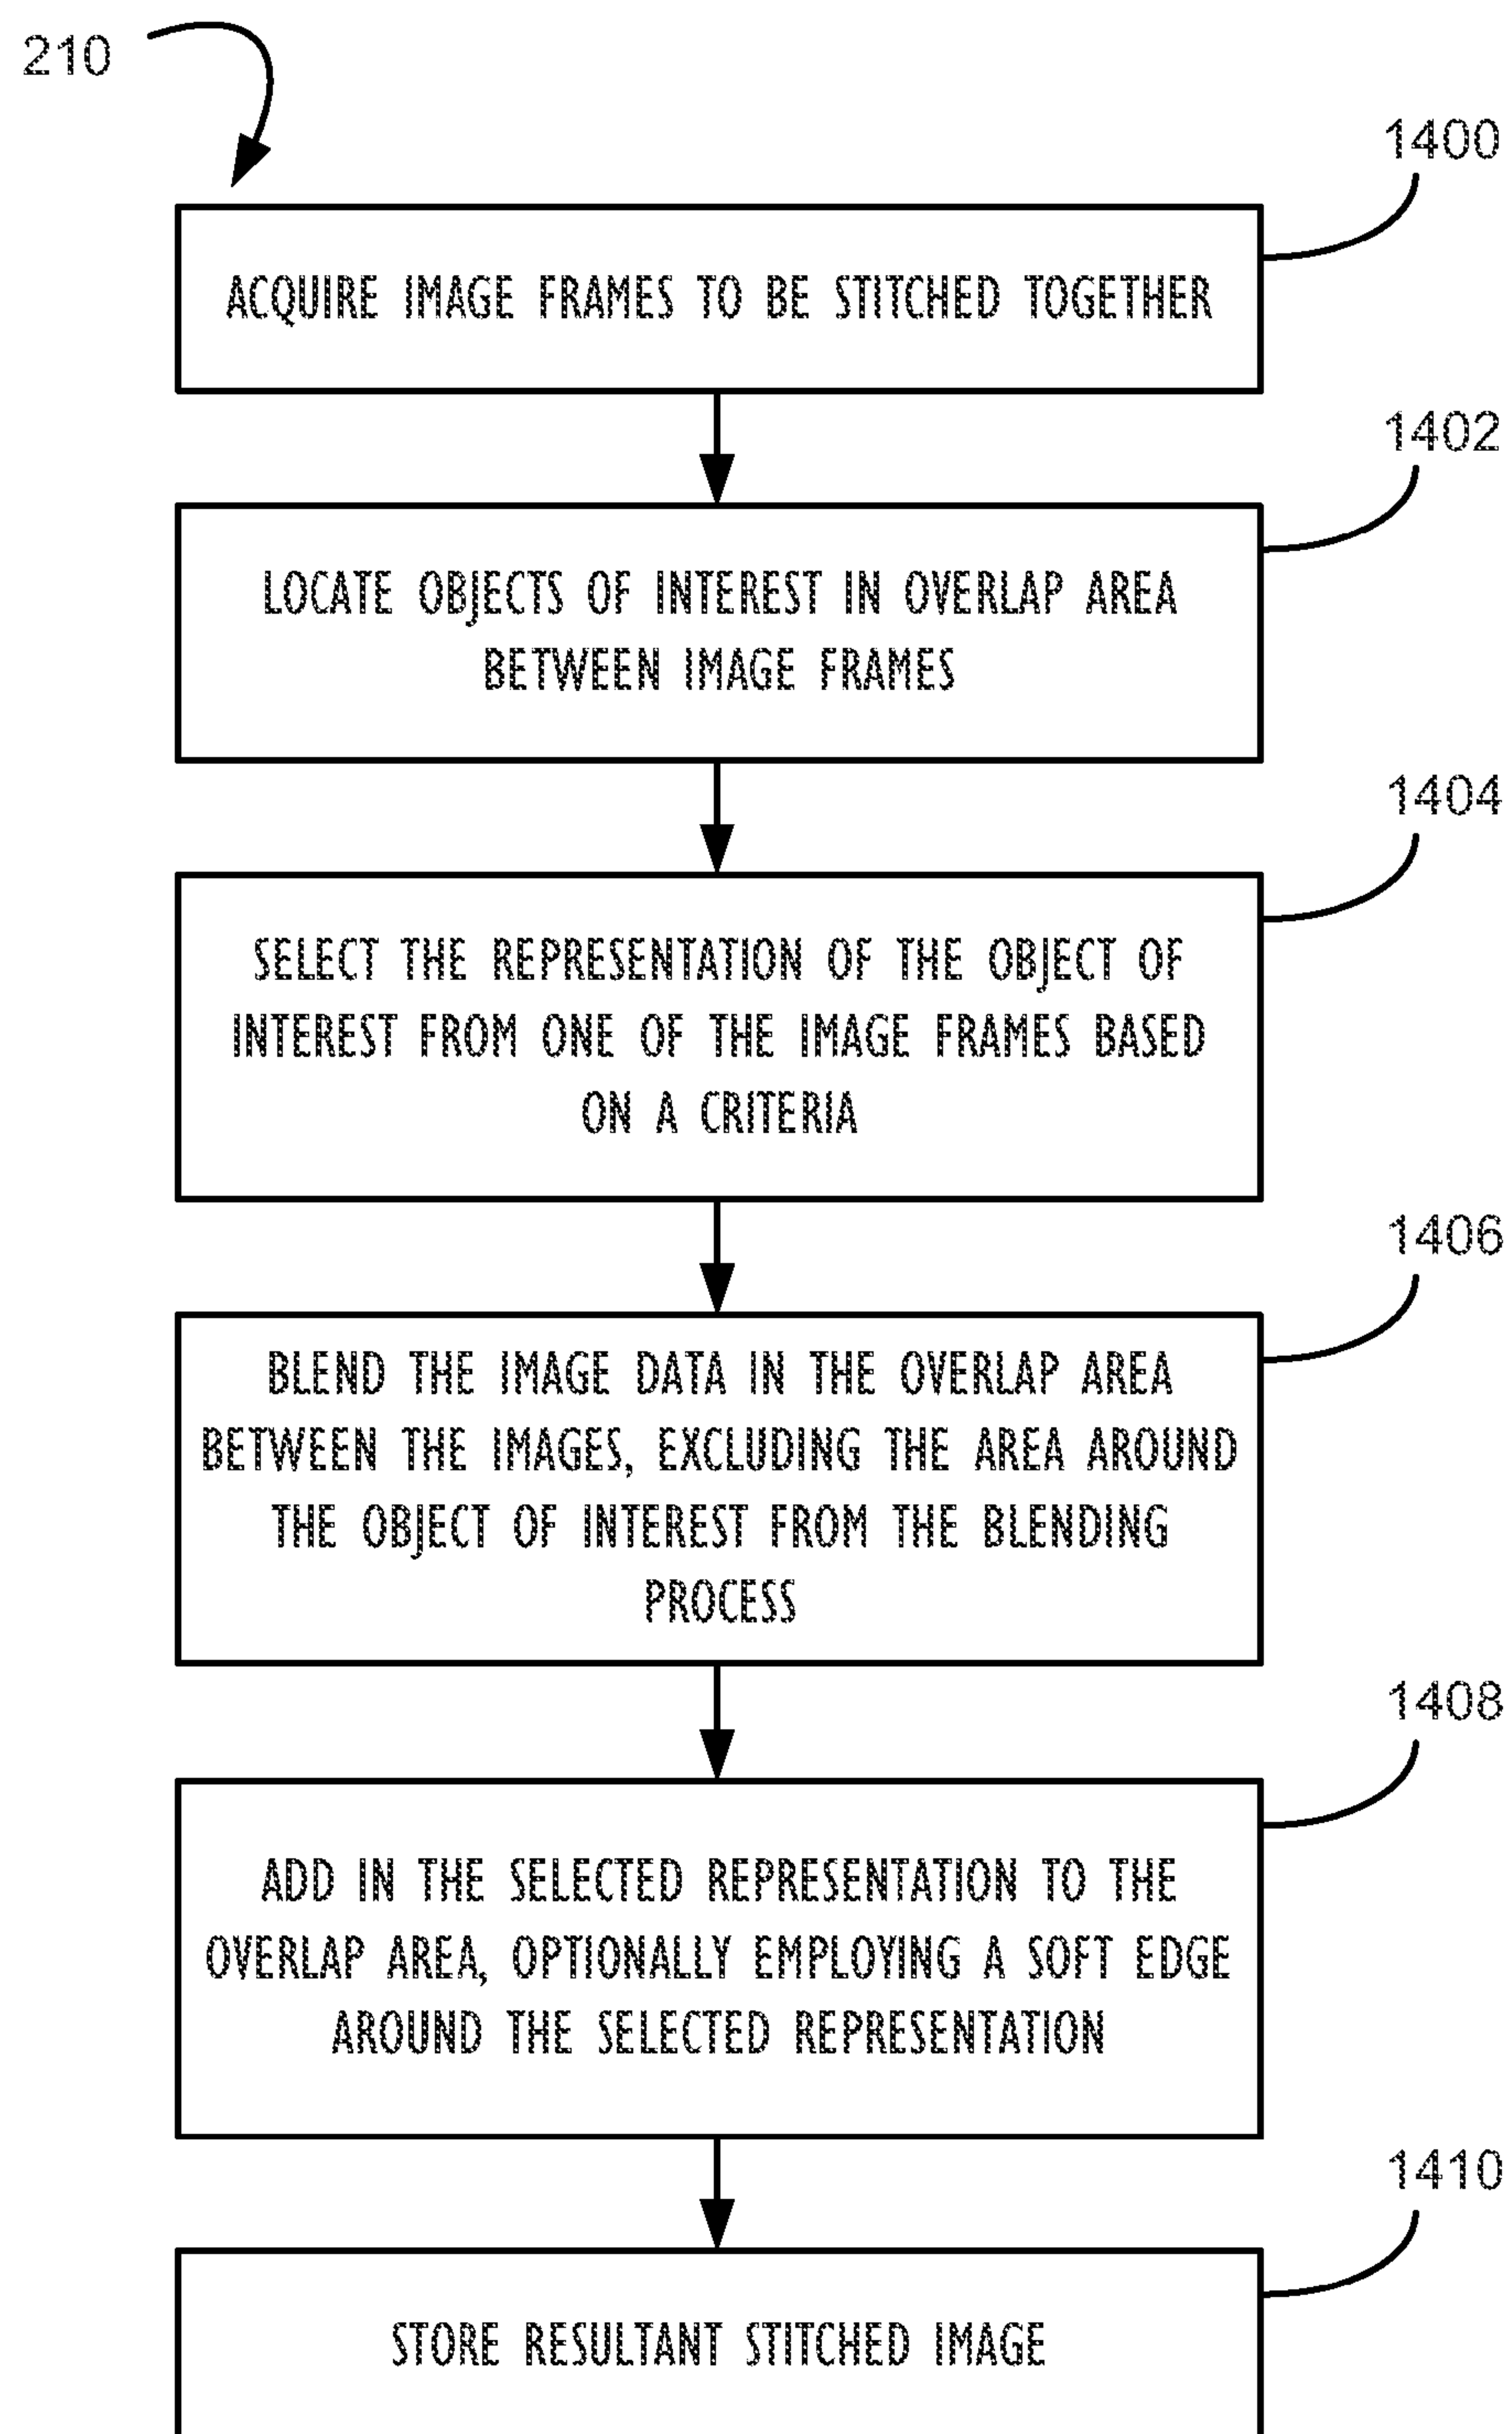 210
1400
ACQUIRE IMAGE FRAMES TO BE STITCHED TOGETHER
1402
LOCATE OBJECTS OF INTEREST IN OVERLAP AREA
BETWEEN IMAGE FRAMES
1404
SELECT THE REPRESENTATION OF THE OBJECT OF
INTEREST FROM ONE OF THE IMAGE FRAMES BASED
ON A CRITERIA
1406
BLEND THE IMAGE DATA IN THE OVERLAP AREA
BETWEEN THE IMAGES, EXCLUDING THE AREA AROUND
THE OBJECT OF INTEREST FROM THE BLENDING
PROCESS
1408
ADD IN THE SELECTED REPRESENTATION TO THE
OVERLAP AREA, OPTIONALLY EMPLOYING A SOFT EDGE
AROUND THE SELECTED REPRESENTATION
1410
STORE RESULTANT STITCHED IMAGE